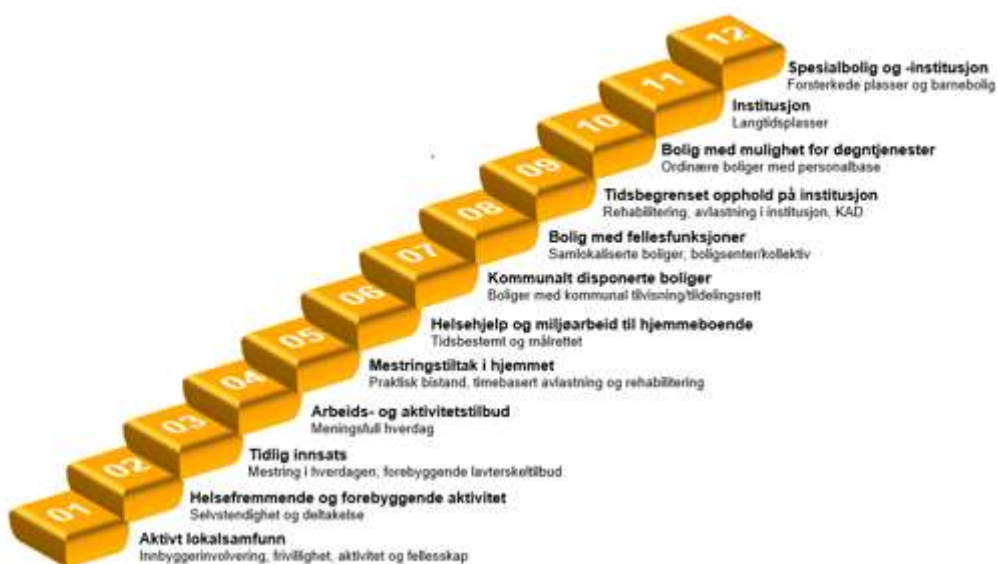 12
Spesialbolig og -institusjon
Forsterkede plasser og barnebolig
11
Institusjon
Langtidsplasser
10
Bolig med mulighet for døgntjenester
Ordinære boliger med personalbase
09
Tidsbegrenset opphold på institusjon
Rehabilitering, avlastning i institusjon, KAD
08
Bolig med fellesfunksjoner
Samlokaliserte boliger, boligsenter/kollektiv
07
Kommunalt disponerte boliger
Boliger med kommunal tilvisning/tildelingsrett
06
Helsehjelp og miljøarbeid til hjemmeboende
Tidsbestemt og målrettet
05
Mestringstiltak i hjemmet
Praktisk bistand, timebasert avlastning og rehabilitering
04
Arbeids- og aktivitetstilbud
Meningsfull hverdag
03
Tidlig innsats
Mestring i hverdagen, forebyggende lavterskeltilbud
02
Helsefremmende og forebyggende aktivitet
Selvstendighet og deltakelse
01
Aktivt lokalsamfunn
Innbyggerinvolvering, frivillighet, aktivitet og fellesskap